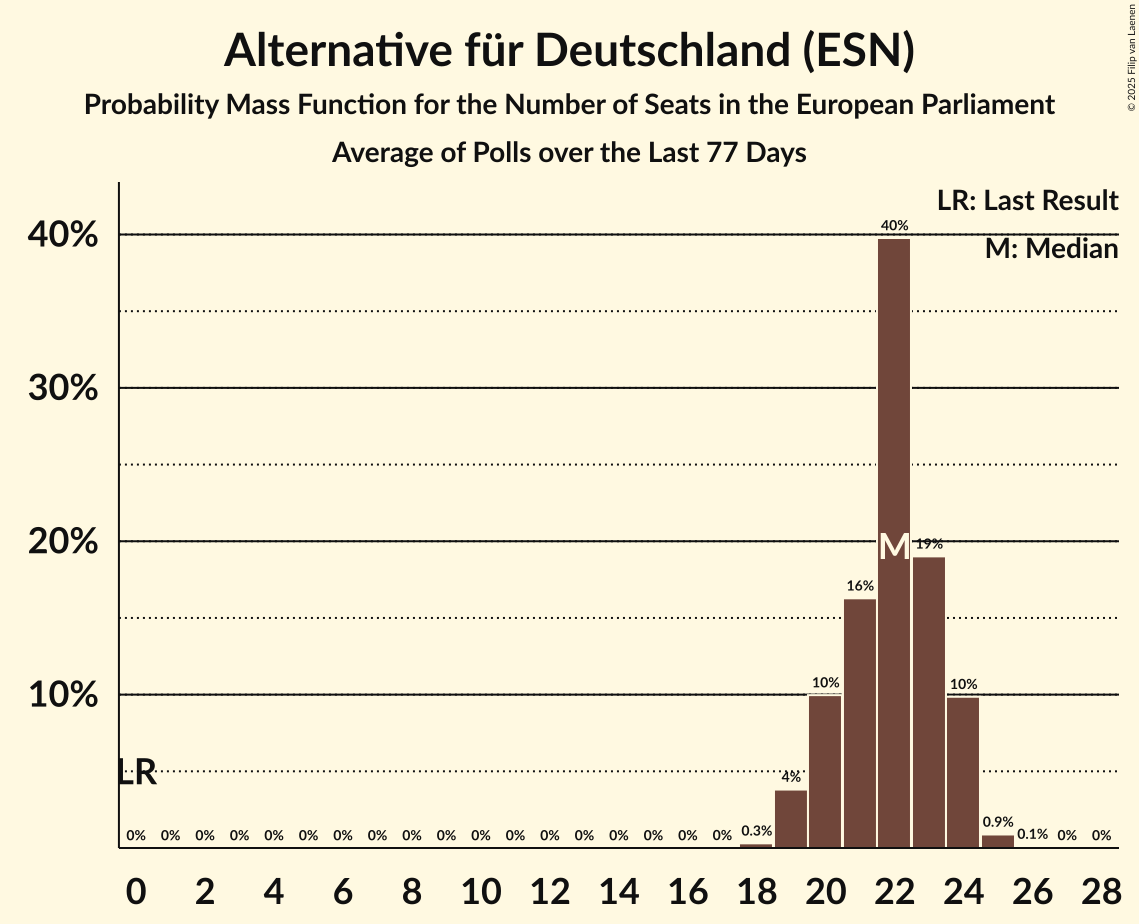 Alternative für Deutschland (ESN)
Probability Mass Function for the Number of Seats in the European Parliament
Average of Polls over the Last 77 Days
© 2025 Filip van Laenen
LR: Last Result
M: Median
40%
30%
20%
10%
40%
M
19%
16%
10%
10%
LR
4%
0% 0% 0% 0% 0% 0% 0% 0% 0% 0% 0% 0% 0% 0% 0% 0% 0% 0% 0.3% 0.9% 0.1% 0% 0%
0 2 4 6 8 10 12 14 16 18 20 22 24 26 28